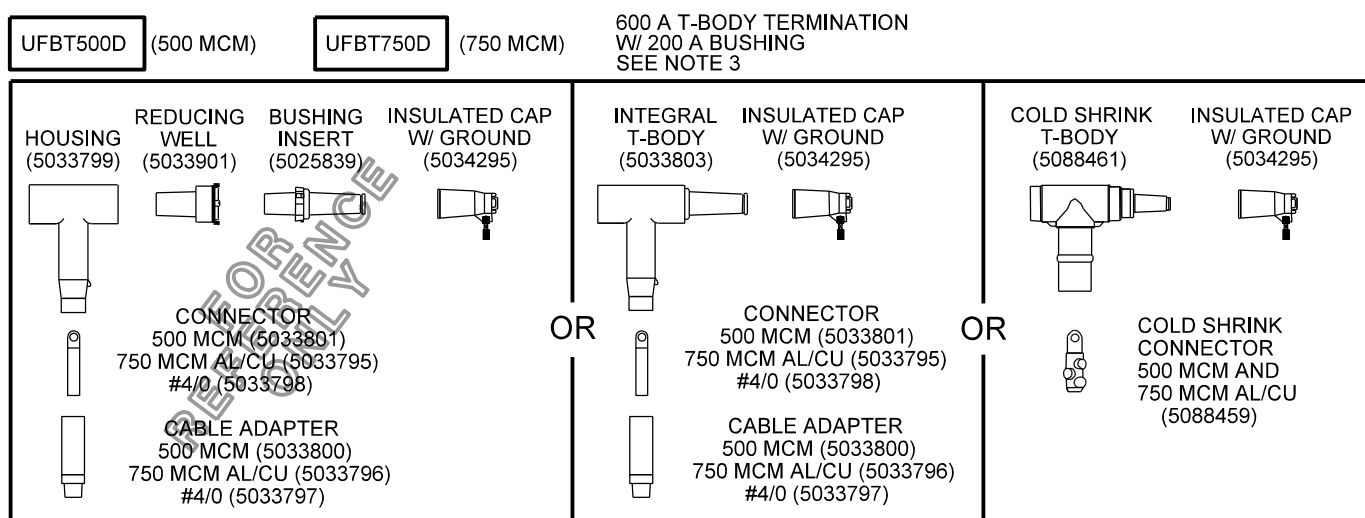 UFBT500D (500 MCM) UFBT750D (750 MCM)
600 A T-BODY TERMINATION
W/ 200 A BUSHING
SEE NOTE 3
HOUSING
(5033799)
REDUCING
WELL
(5033901)
BUSHING
INSERT
(5025839)
INSULATED CAP
W/ GROUND
(5034295)
CONNECTOR
500 MCM (5033801)
750 MCM AL/CU (5033795)
#4/0 (5033798)
CABLE ADAPTER
500 MCM (5033800)
750 MCM AL/CU (5033796)
#4/0 (5033797)
FOR
REFERENCE
ONLY
OR
INTEGRAL
T-BODY
(5033803)
INSULATED CAP
W/ GROUND
(5034295)
CONNECTOR
500 MCM (5033801)
750 MCM AL/CU (5033795)
#4/0 (5033798)
CABLE ADAPTER
500 MCM (5033800)
750 MCM AL/CU (5033796)
#4/0 (5033797)
OR
COLD SHRINK
T-BODY
(5088461)
INSULATED CAP
W/ GROUND
(5034295)
COLD SHRINK
CONNECTOR
500 MCM AND
750 MCM AL/CU
(5088459)